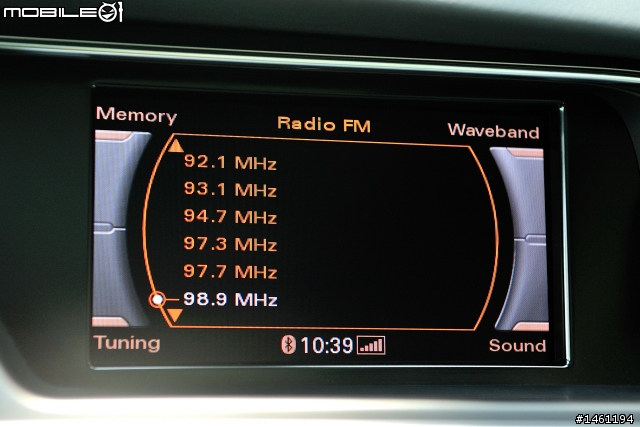 MOBILE01
Memory
Radio FM
Waveband
92.1 MHz
93.1 MHz
94.7 MHz
97.3 MHz
97.7 MHz
98.9 MHz
Tuning
10:39
Sound
#1461194